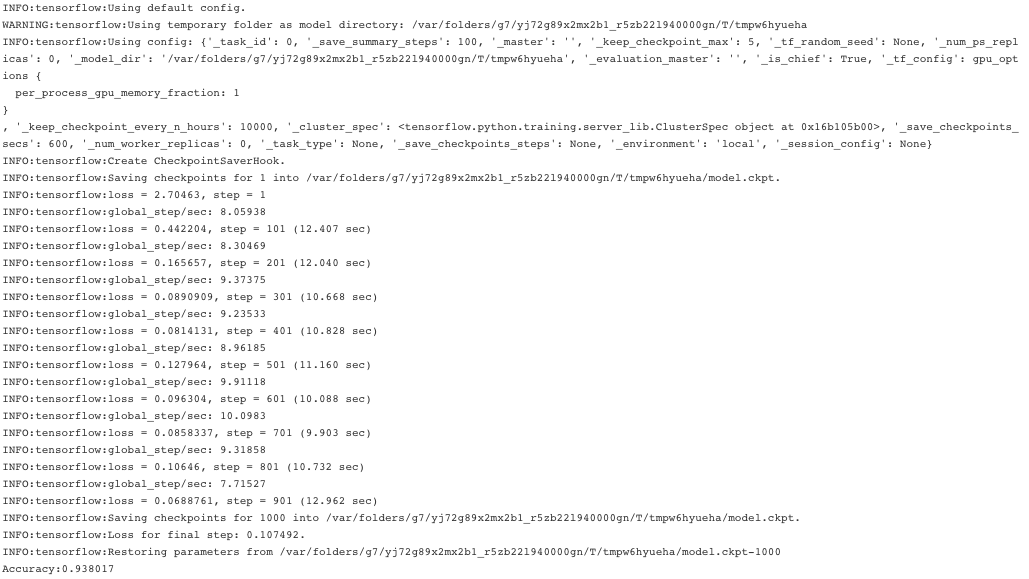 INFO:tensorflow:Using default config.
WARNING:tensorflow:Using temporary folder as model directory: /var/folders/g7/yj72g89x2mx2b1_r5zb221940000gn/T/tmpw6hyueha
INFO:tensorflow:Using config: {'_task_id': 0, '_save_summary_steps': 100, '_master': '', '_keep_checkpoint_max': 5, '_tf_random_seed': None, '_num_ps_repl
icas': 0, '_model_dir': '/var/folders/g7/yj72g89x2mx2b1_r5zb221940000gn/T/tmpw6hyueha', '_evaluation_master': '', '_is_chief': True, '_tf_config': gpu_opt
ions {
  per_process_gpu_memory_fraction: 1
}
, '_keep_checkpoint_every_n_hours': 10000, '_cluster_spec': <tensorflow.python.training.server_lib.ClusterSpec object at 0x16b105b00>, '_save_checkpoints_
secs': 600, '_num_worker_replicas': 0, '_task_type': None, '_save_checkpoints_steps': None, '_environment': 'local', '_session_config': None}
INFO:tensorflow:Create CheckpointSaverHook.
INFO:tensorflow:Saving checkpoints for 1 into /var/folders/g7/yj72g89x2mx2b1_r5zb221940000gn/T/tmpw6hyueha/model.ckpt.
INFO:tensorflow:loss = 2.70463, step = 1
INFO:tensorflow:global_step/sec: 8.05938
INFO:tensorflow:loss = 0.442204, step = 101 (12.407 sec)
INFO:tensorflow:global_step/sec: 8.30469
INFO:tensorflow:loss = 0.165657, step = 201 (12.040 sec)
INFO:tensorflow:global_step/sec: 9.37375
INFO:tensorflow:loss = 0.0890909, step = 301 (10.668 sec)
INFO:tensorflow:global_step/sec: 9.23533
INFO:tensorflow:loss = 0.0814131, step = 401 (10.828 sec)
INFO:tensorflow:global_step/sec: 8.96185
INFO:tensorflow:loss = 0.127964, step = 501 (11.160 sec)
INFO:tensorflow:global_step/sec: 9.91118
INFO:tensorflow:loss = 0.096304, step = 601 (10.088 sec)
INFO:tensorflow:global_step/sec: 10.0983
INFO:tensorflow:loss = 0.0858337, step = 701 (9.903 sec)
INFO:tensorflow:global_step/sec: 9.31858
INFO:tensorflow:loss = 0.10646, step = 801 (10.732 sec)
INFO:tensorflow:global_step/sec: 7.71527
INFO:tensorflow:loss = 0.0688761, step = 901 (12.962 sec)
INFO:tensorflow:Saving checkpoints for 1000 into /var/folders/g7/yj72g89x2mx2b1_r5zb221940000gn/T/tmpw6hyueha/model.ckpt.
INFO:tensorflow:Loss for final step: 0.107492.
INFO:tensorflow:Restoring parameters from /var/folders/g7/yj72g89x2mx2b1_r5zb221940000gn/T/tmpw6hyueha/model.ckpt-1000
Accuracy:0.938017